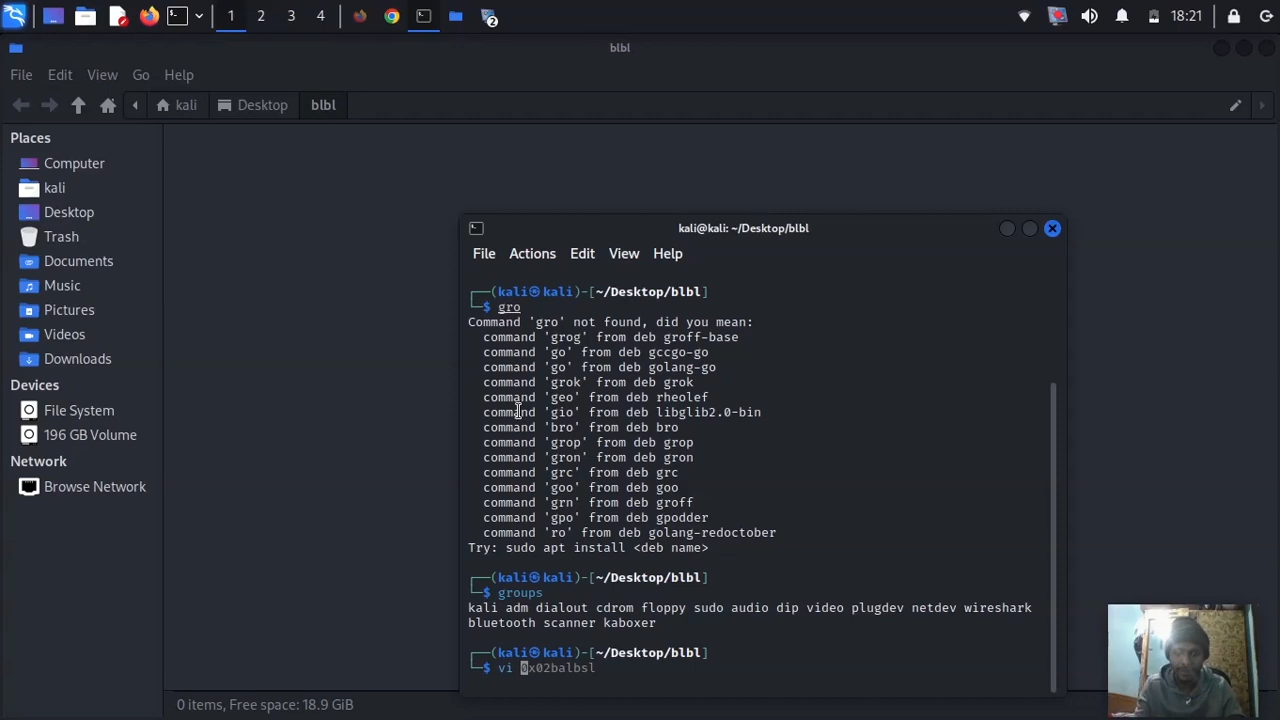 1 2 3 4 2 18:21
blbl
File Edit View Go Help
kali Desktop blbl
Places
Computer
kali
Desktop
Trash
Documents
Music
Pictures
Videos
Downloads
Devices
File System
196 GB Volume
Network
Browse Network
0 items, Free space: 18.9 GiB
kali@kali: ~/Desktop/blbl
File Actions Edit View Help
┌──(kali㉿kali)-[~/Desktop/blbl]
└─$ gro
Command 'gro' not found, did you mean:
command 'grog' from deb groff-base
command 'go' from deb gccgo-go
command 'go' from deb golang-go
command 'grok' from deb grok
command 'geo' from deb rheolef
command 'gio' from deb libglib2.0-bin
command 'bro' from deb bro
command 'grop' from deb grop
command 'gron' from deb gron
command 'grc' from deb grc
command 'goo' from deb goo
command 'grn' from deb groff
command 'gpo' from deb gpodder
command 'ro' from deb golang-redoctober
Try: sudo apt install <deb name>
┌──(kali㉿kali)-[~/Desktop/blbl]
└─$ groups
kali adm dialout cdrom floppy sudo audio dip video plugdev netdev wireshark
bluetooth scanner kaboxer
┌──(kali㉿kali)-[~/Desktop/blbl]
└─$ vi 0x02balbsl